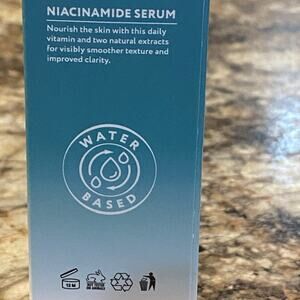 NIACINAMIDE SERUM
Nourish the skin with this daily
vitamin and two natural extracts
for visibly smoother texture and
improved clarity.
WATER
BASED
12 M